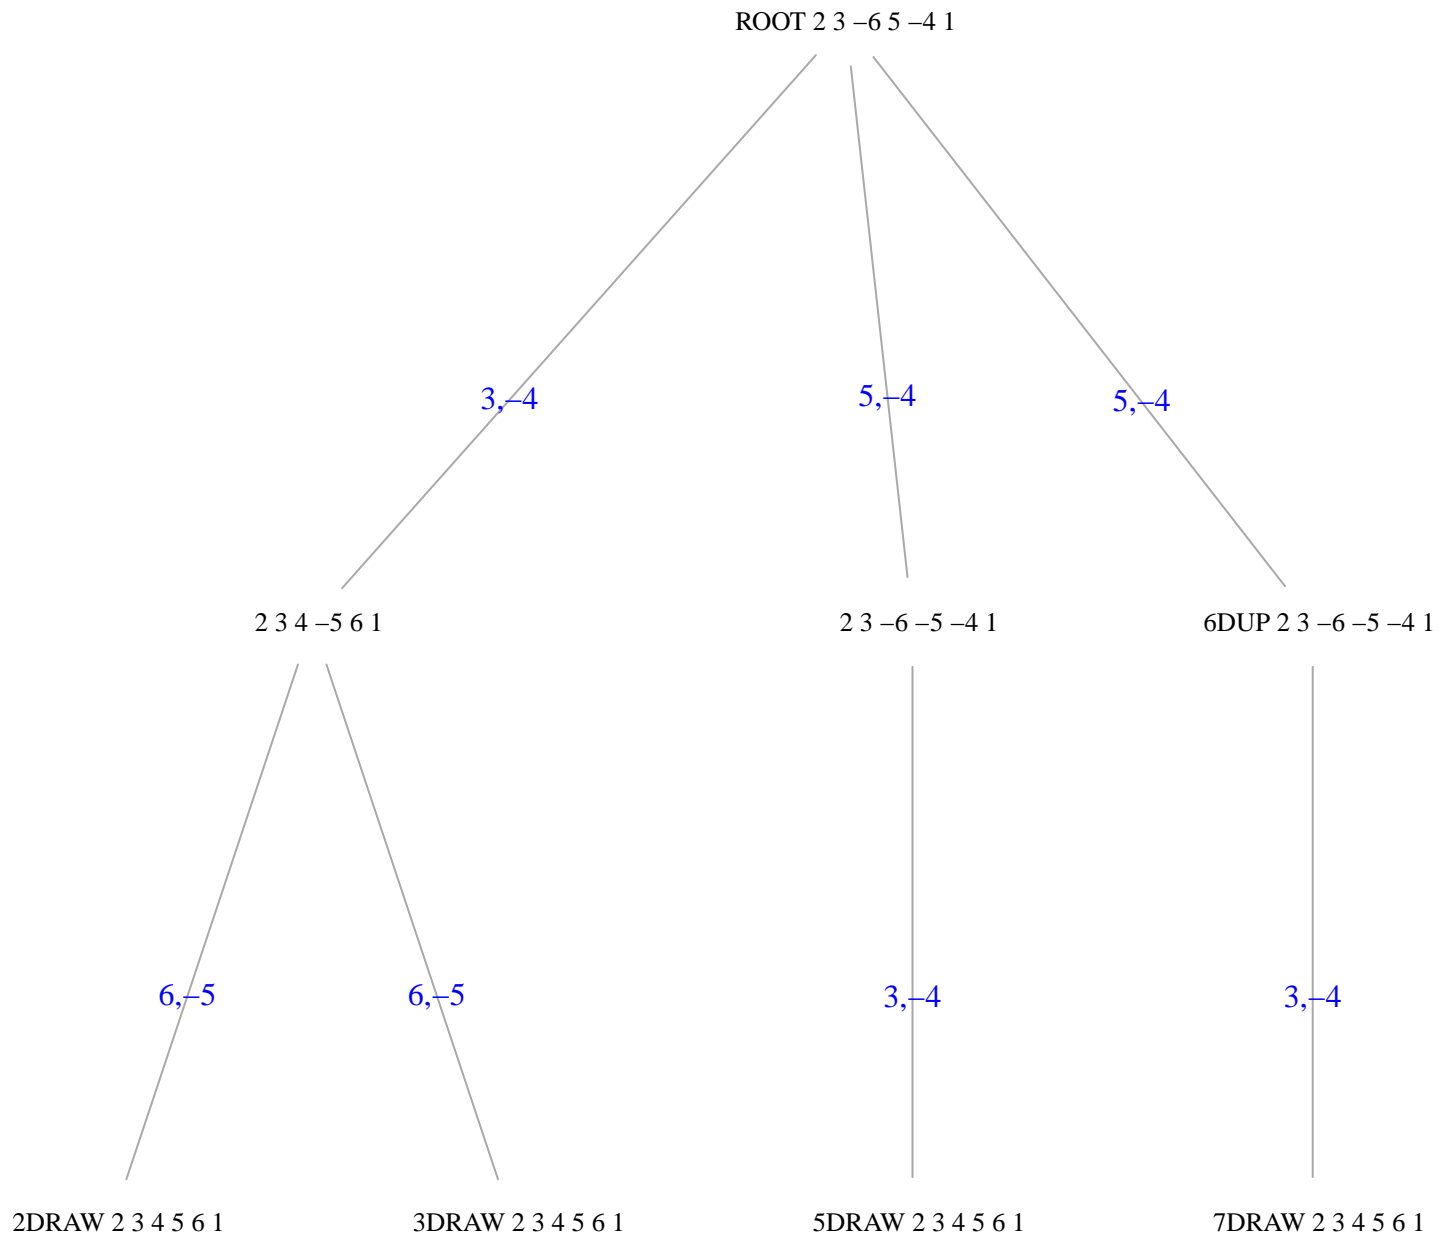 ROOT 2 3 –6 5 –4 1
3,–4
5,–4
5,–4
2 3 4 –5 6 1
2 3 –6 –5 –4 1
6DUP 2 3 –6 –5 –4 1
6,–5
6,–5
3,–4
3,–4
2DRAW 2 3 4 5 6 1
3DRAW 2 3 4 5 6 1
5DRAW 2 3 4 5 6 1
7DRAW 2 3 4 5 6 1